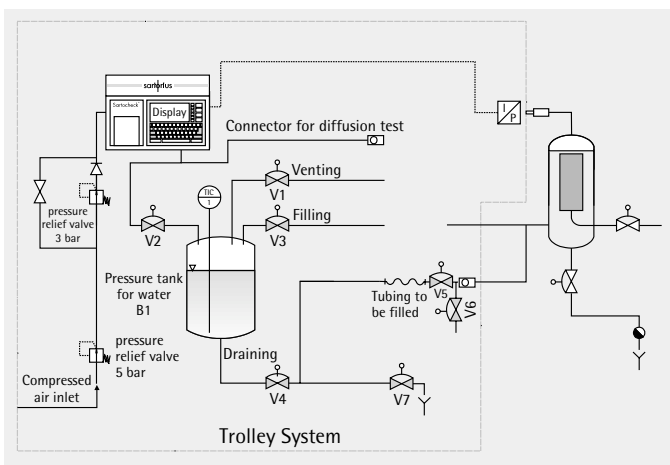 sartorius
Sartocheck
Display
Connector for diffusion test
I
P
Venting
V1
TIC
1
Filling
V2
V3
pressure
relief valve
3 bar
Pressure tank
for water
B1
Tubing to
be filled
V5
V6
pressure
relief valve
5 bar
Draining
Compressed
air inlet
V4
V7
Trolley System